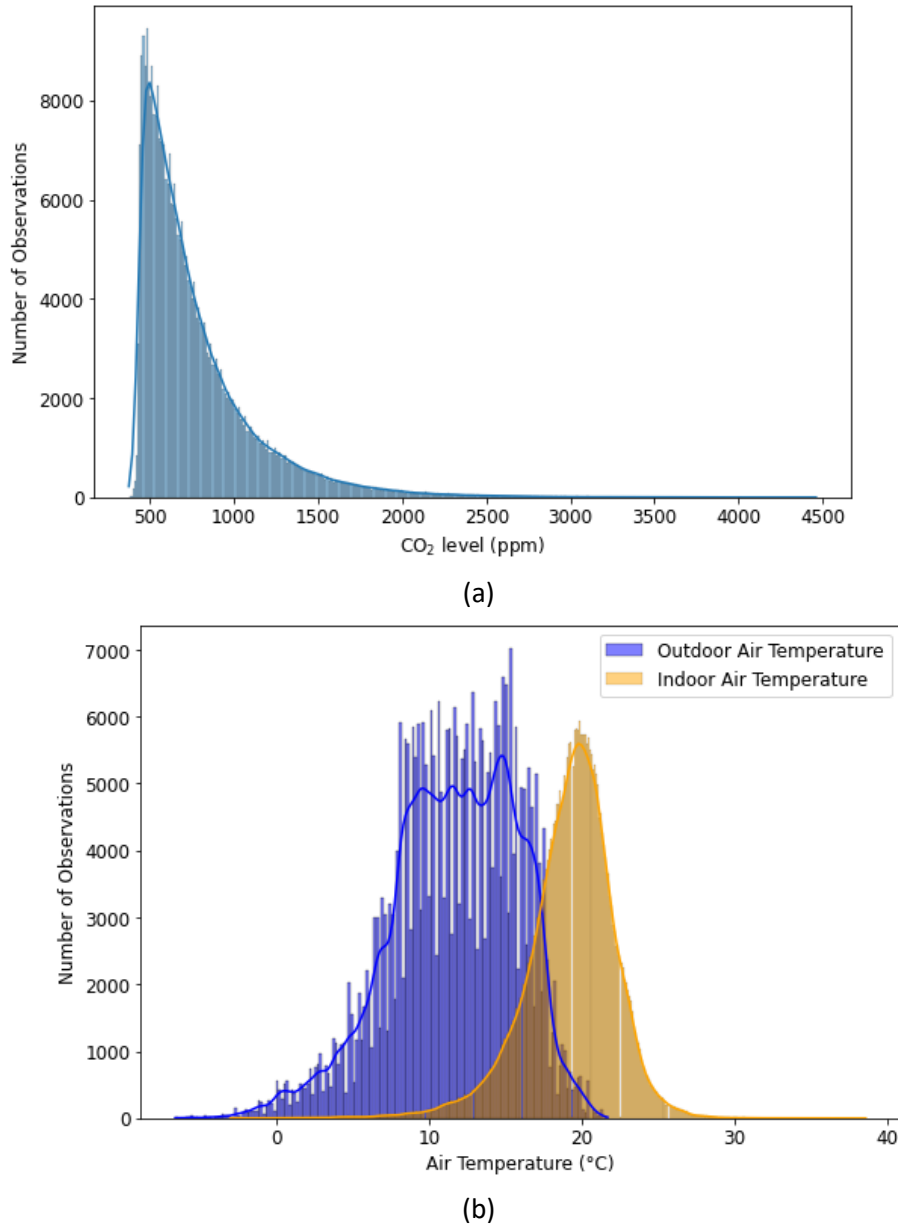 8000
6000
4000
2000
0
Number of Observations
500 1000 1500 2000 2500 3000 3500 4000 4500
CO₂ level (ppm)
(a)
7000
6000
5000
4000
3000
2000
1000
0
Number of Observations
Outdoor Air Temperature
Indoor Air Temperature
0 10 20 30 40
Air Temperature (°C)
(b)